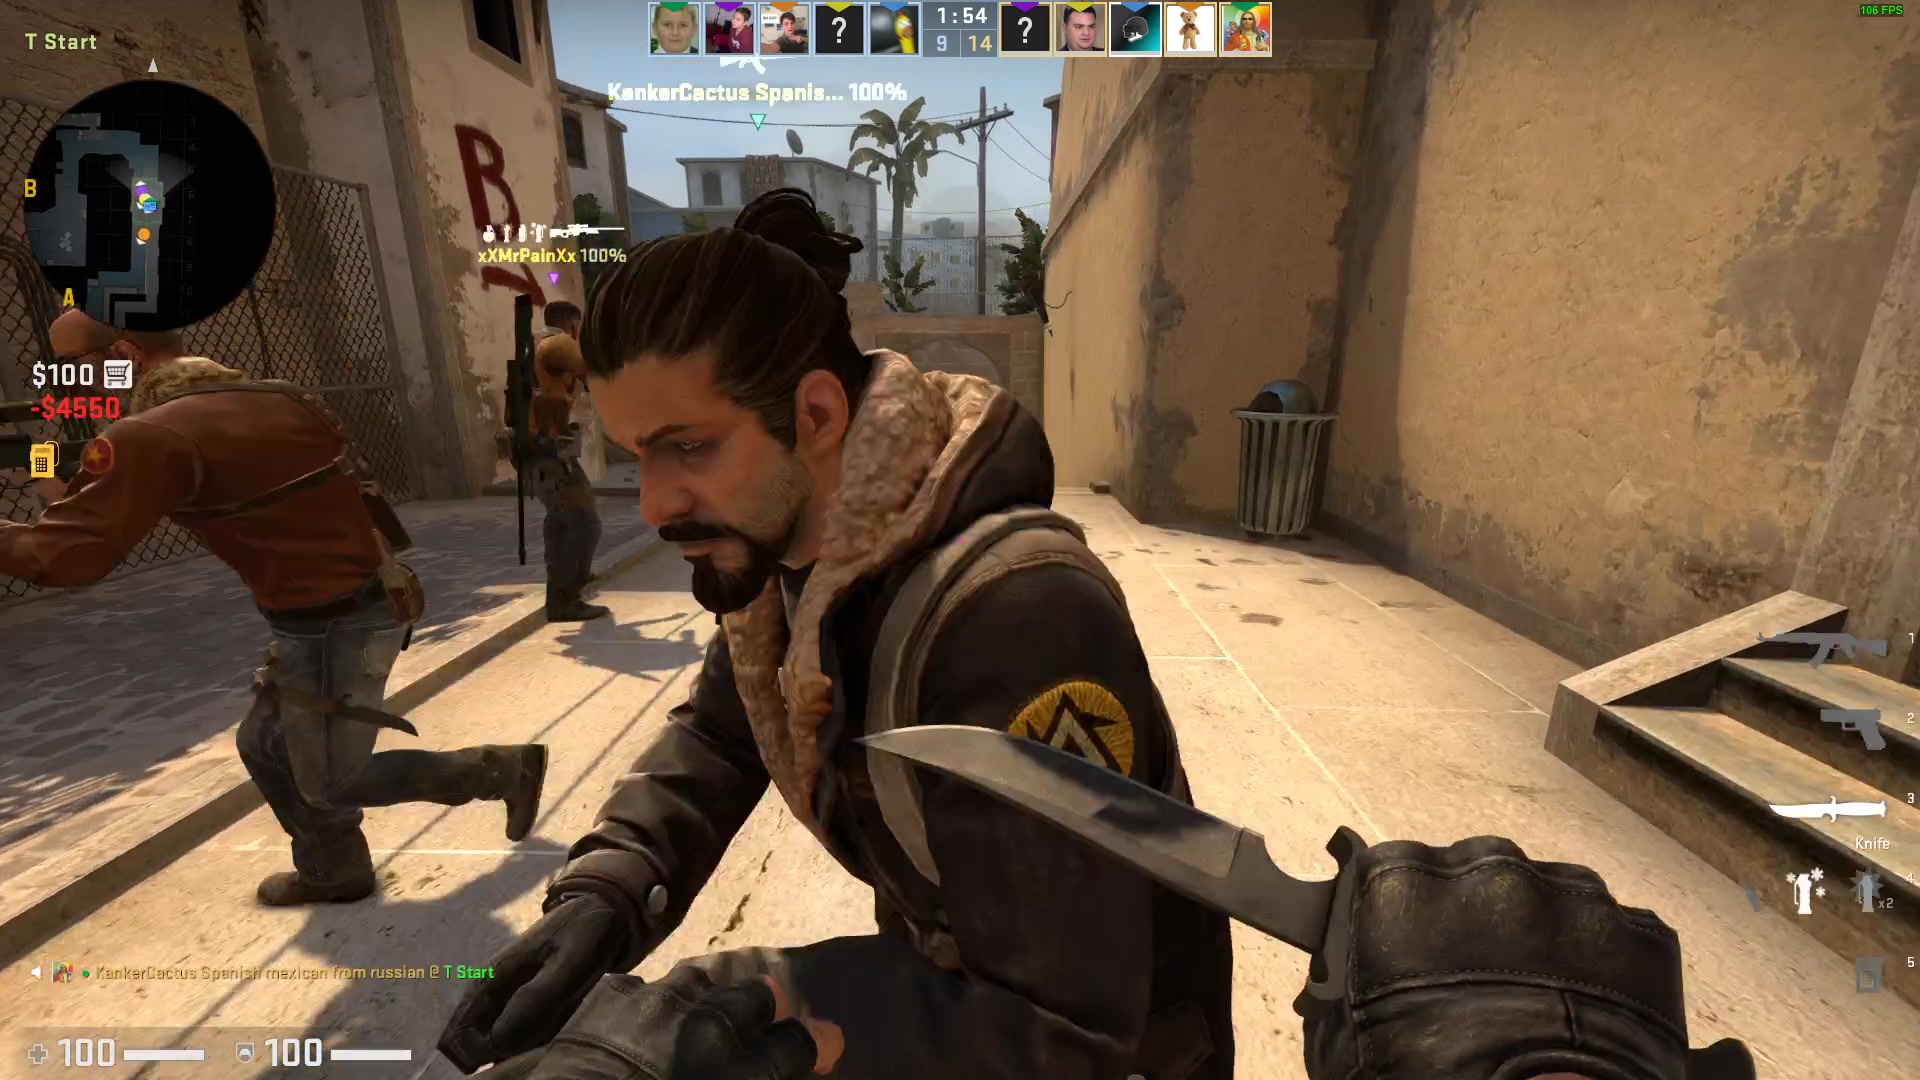 106 FPS
T Start
1:54
9 14
? ?
KankerCactus Spanis... 100%
B
B
xXMrPainXx 100%
A
$100
-$4550
1
2
3
Knife
4
x2
5
KankerCactus Spanish mexican from russian @ T Start
100 100